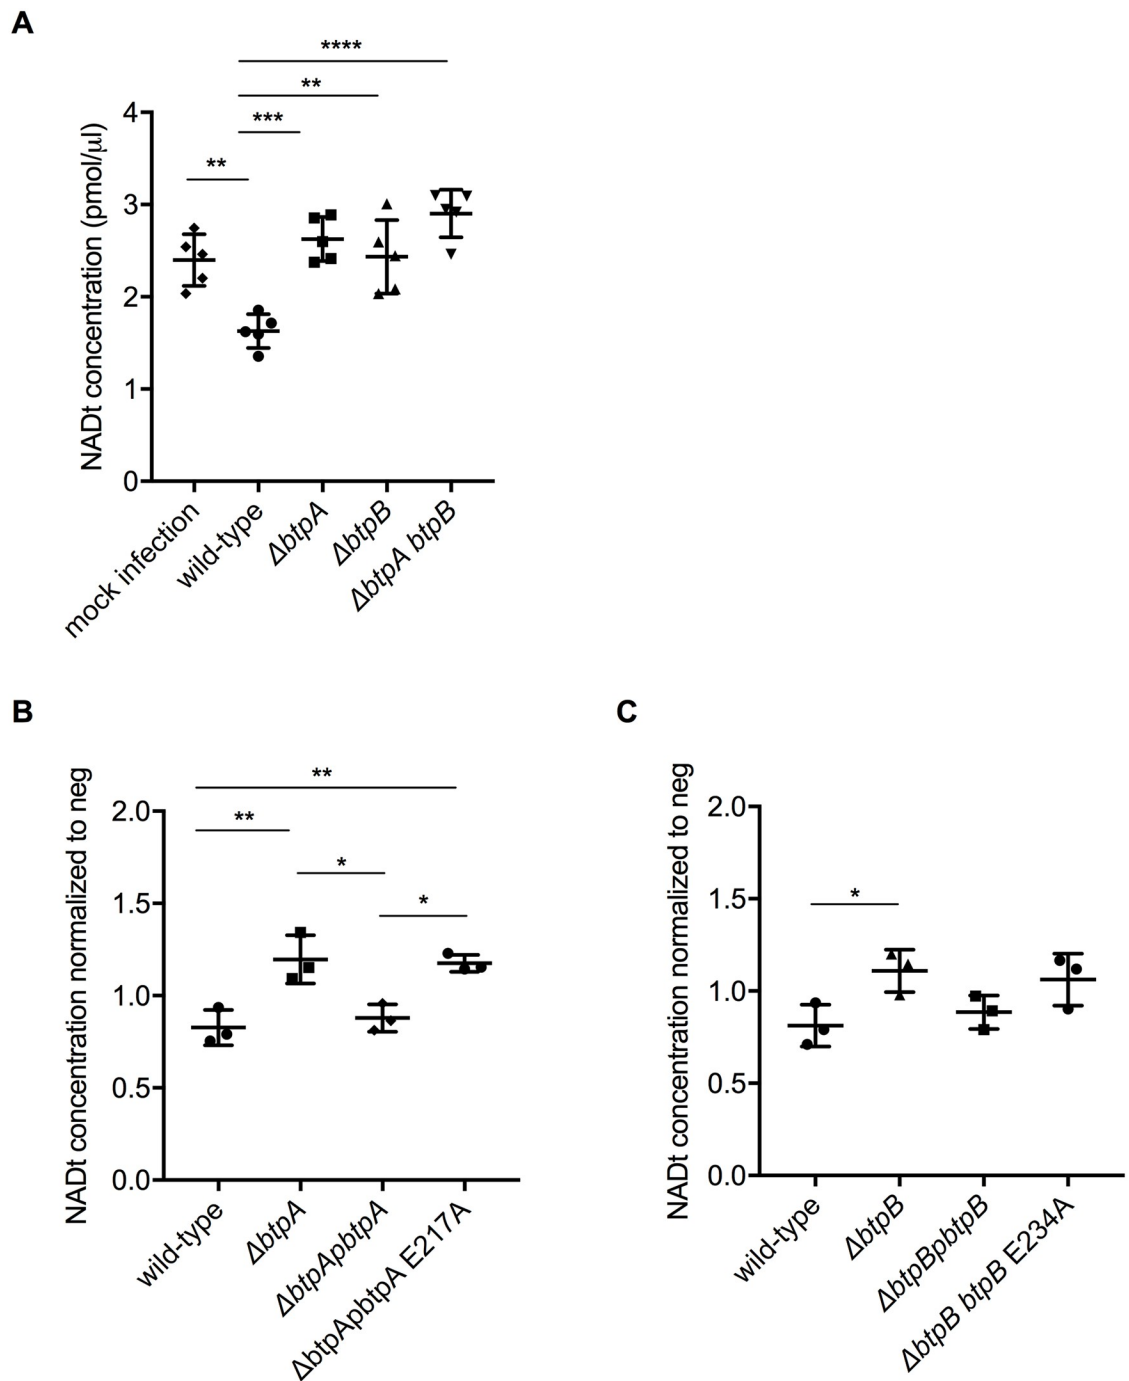 A
****
**
***
**
NADt concentration (pmol/µl)
4
3
2
1
0
mock infection
wild-type
ΔbtpA
ΔbtpB
ΔbtpA btpB
B
NADt concentration normalized to neg
**
**
*
*
2.0
1.5
1.0
0.5
0.0
wild-type
ΔbtpA
ΔbtpApbtpA
ΔbtpApbtpA E217A
C
NADt concentration normalized to neg
*
2.0
1.5
1.0
0.5
0.0
wild-type
ΔbtpB
ΔbtpBpbtpB
ΔbtpB btpB E234A